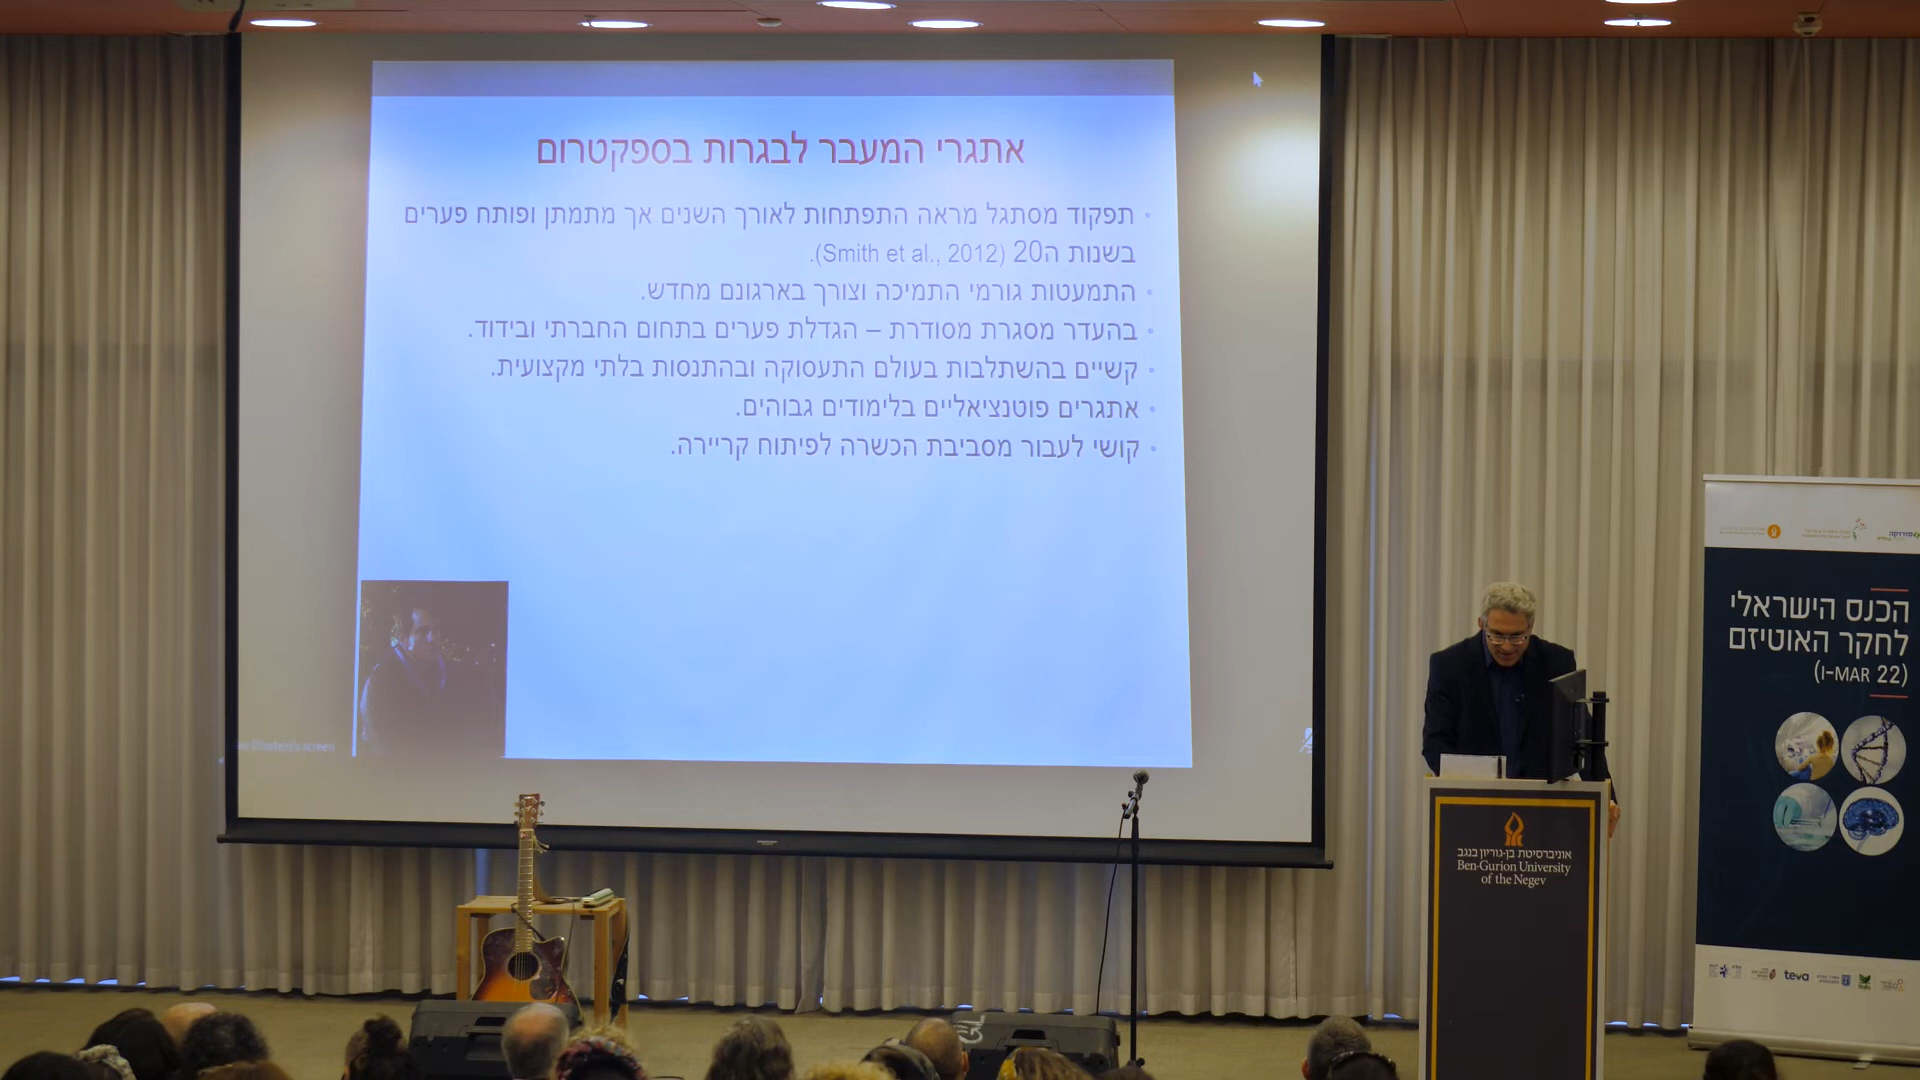 אתגרי המעבר לבגרות בספקטרום
תפקוד מסתגל מראה התפתחות לאורך השנים אך מתמתן ופותח פערים
בשנות ה20 (Smith et al., 2012).
התמעטות גורמי התמיכה וצורך בארגונם מחדש.
בהעדר מסגרת מסודרת – הגדלת פערים בתחום החברתי ובידוד.
קשיים בהשתלבות בעולם התעסוקה ובהתנסות בלתי מקצועית.
אתגרים פוטנציאליים בלימודים גבוהים.
קושי לעבור מסביבת הכשרה לפיתוח קריירה.
screen
אוניברסיטת בן-גוריון בנגב
Ben-Gurion University
of the Negev
הכנס הישראלי
לחקר האוטיזם
(I-MAR 22)
teva